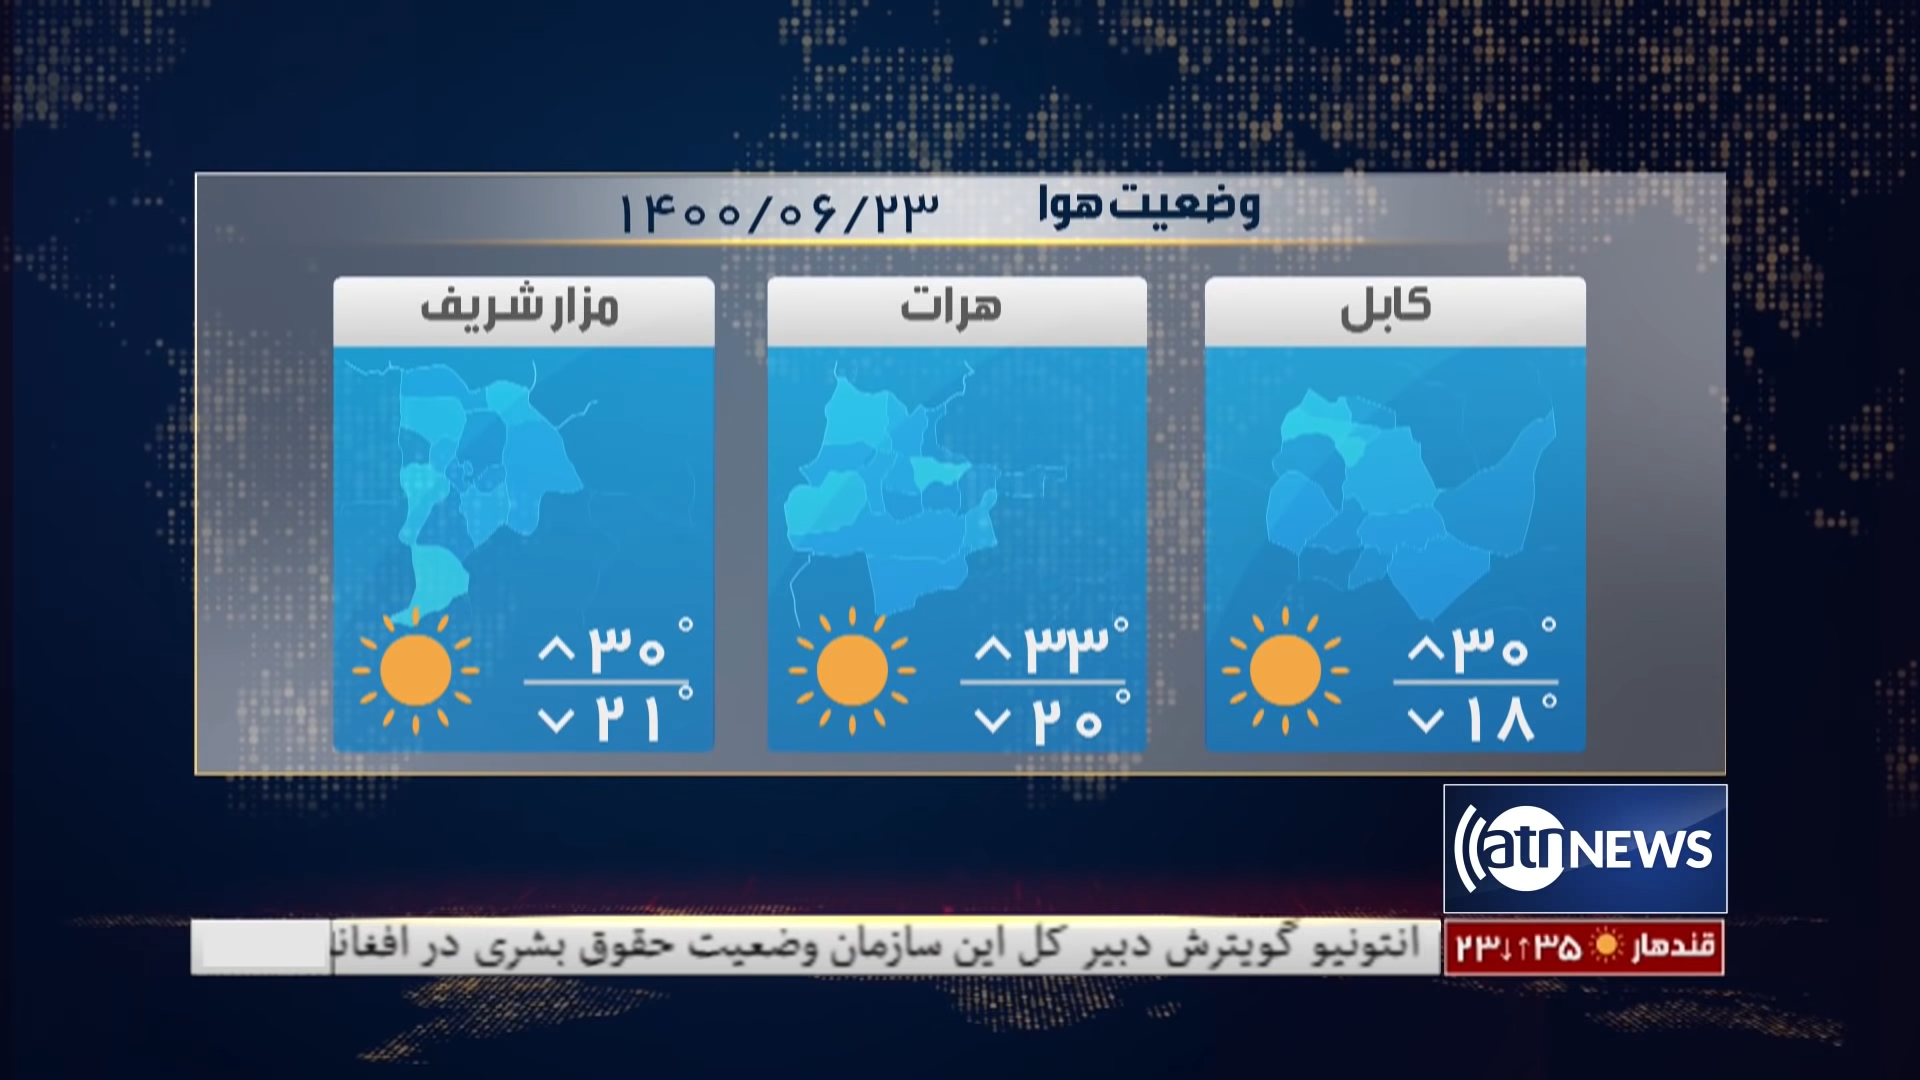 وضعیت هوا ۱۴۰۰/۰۶/۲۳
کابل
۳۰°
۱۸°
هرات
۳۳°
۲۰°
مزار شریف
۳۰°
۲۱°
atn NEWS
قندهار ۳۵↑↓۲۳
انتونیو گویترش دبیر کل این سازمان وضعیت حقوق بشری در افغان